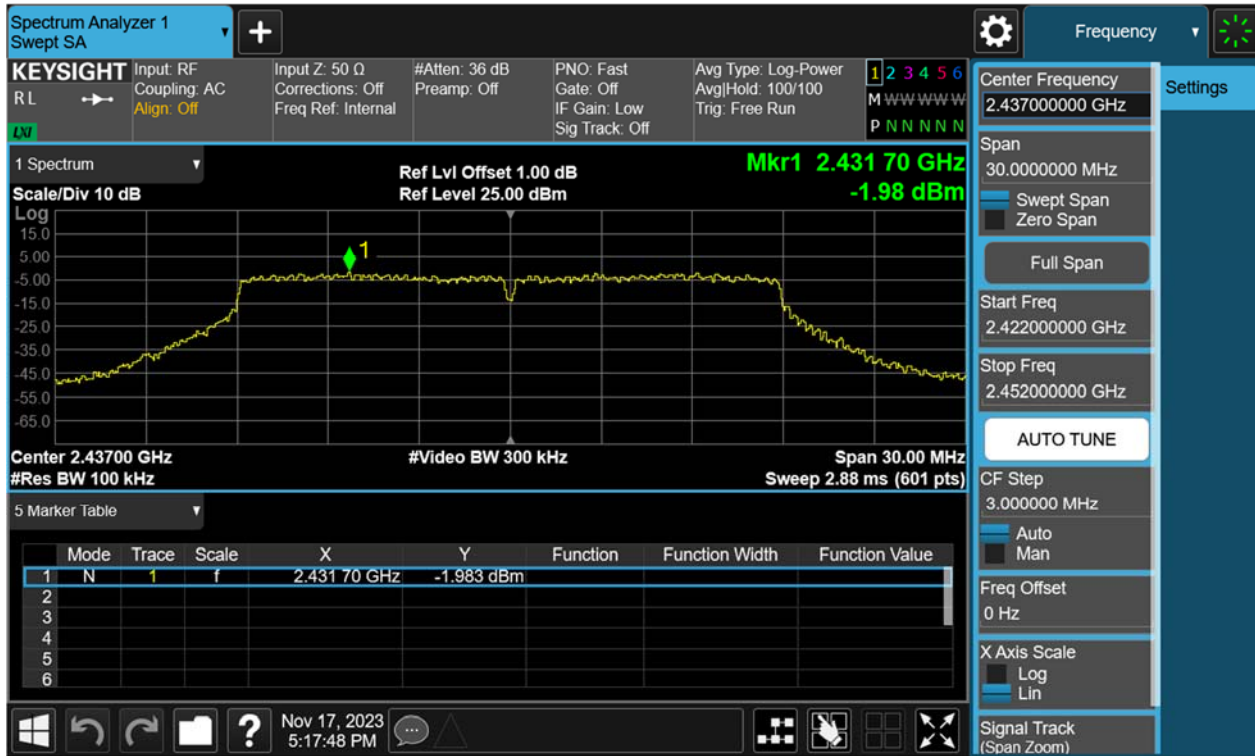 Spectrum Analyzer 1
Swept SA
+
Frequency
KEYSIGHT
RL
LXI
Input: RF
Coupling: AC
Align: Off
Input Z: 50 Ω
Corrections: Off
Freq Ref: Internal
#Atten: 36 dB
Preamp: Off
PNO: Fast
Gate: Off
IF Gain: Low
Sig Track: Off
Avg Type: Log-Power
Avg|Hold: 100/100
Trig: Free Run
1 2 3 4 5 6
M W W W W W
P N N N N N
1 Spectrum
Scale/Div 10 dB
Ref Lvl Offset 1.00 dB
Ref Level 25.00 dBm
Mkr1 2.431 70 GHz
-1.98 dBm
Log
15.0
5.00
-5.00
-15.0
-25.0
-35.0
-45.0
-55.0
-65.0
1
Center 2.43700 GHz
#Res BW 100 kHz
#Video BW 300 kHz
Span 30.00 MHz
Sweep 2.88 ms (601 pts)
5 Marker Table
Mode Trace Scale X Y Function Function Width Function Value
1 N 1 f 2.431 70 GHz -1.983 dBm
2
3
4
5
6
Nov 17, 2023
5:17:48 PM
?
Center Frequency
2.437000000 GHz
Span
30.0000000 MHz
Swept Span
Zero Span
Full Span
Start Freq
2.422000000 GHz
Stop Freq
2.452000000 GHz
AUTO TUNE
CF Step
3.000000 MHz
Auto
Man
Freq Offset
0 Hz
X Axis Scale
Log
Lin
Signal Track
(Span Zoom)
Settings